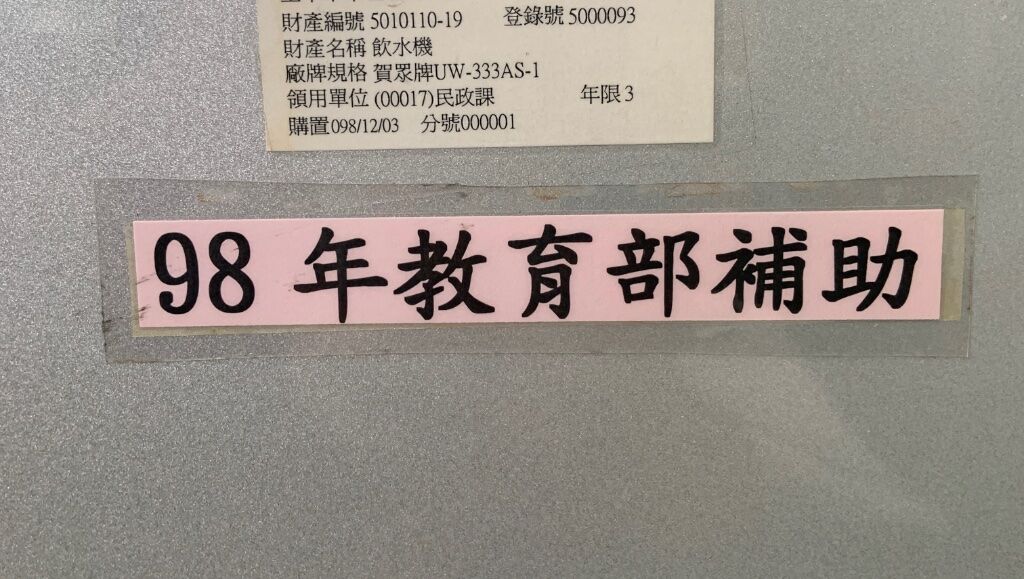 財產編號 5010110-19 登錄號 5000093
財產名稱 飲水機
廠牌規格 賀眾牌UW-333AS-1
領用單位 (00017)民政課 年限 3
購置098/12/03 分號000001
98 年教育部補助